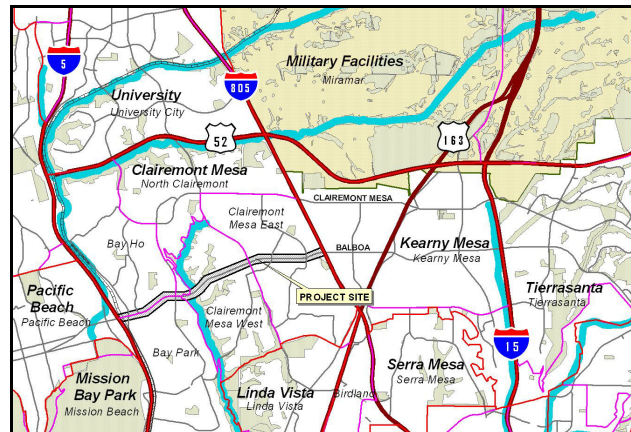 5
Military Facilities
Miramar
805
University
University City
163
52
Clairemont Mesa
North Clairemont
CLAIREMONT MESA
Clairemont
Mesa East
Bay Ho
BALBOA
Kearny Mesa
Kearny Mesa
Tierrasanta
Tierrasanta
PROJECT SITE
Pacific
Beach
Pacific Beach
Clairemont
Mesa West
15
Bay Park
Serra Mesa
Serra Mesa
Mission
Bay Park
Mission Beach
Linda Vista
Linda Vista
Birdland